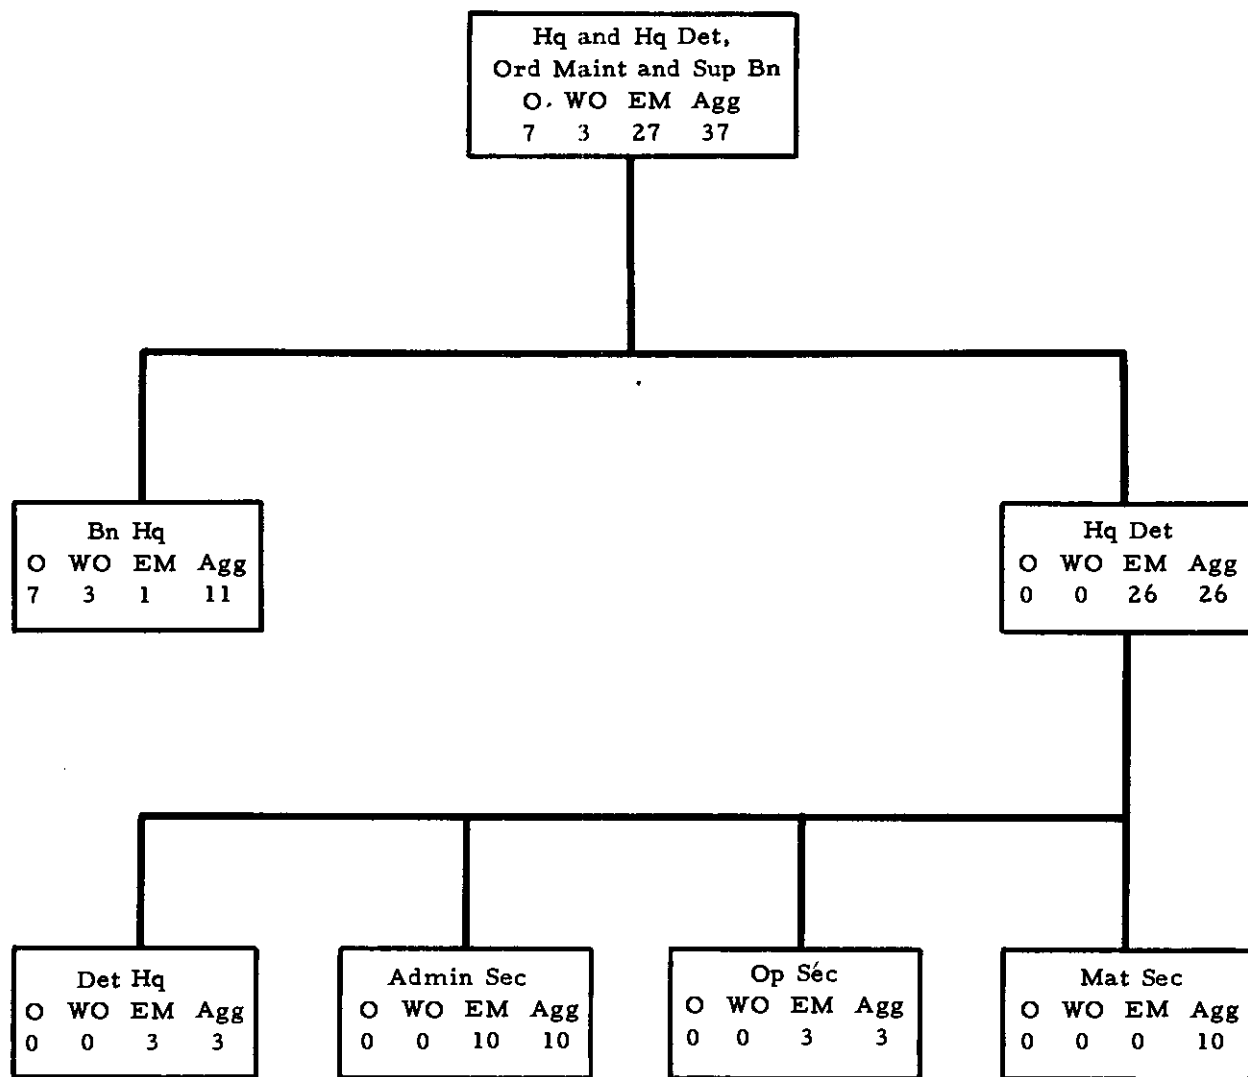 Hq and Hq Det,
Ord Maint and Sup Bn
O. WO EM Agg
7 3 27 37
Bn Hq
O WO EM Agg
7 3 1 11
Hq Det
O WO EM Agg
0 0 26 26
Det Hq
O WO EM Agg
0 0 3 3
Admin Sec
O WO EM Agg
0 0 10 10
Op Séc
O WO EM Agg
0 0 3 3
Mat Sec
O WO EM Agg
0 0 0 10